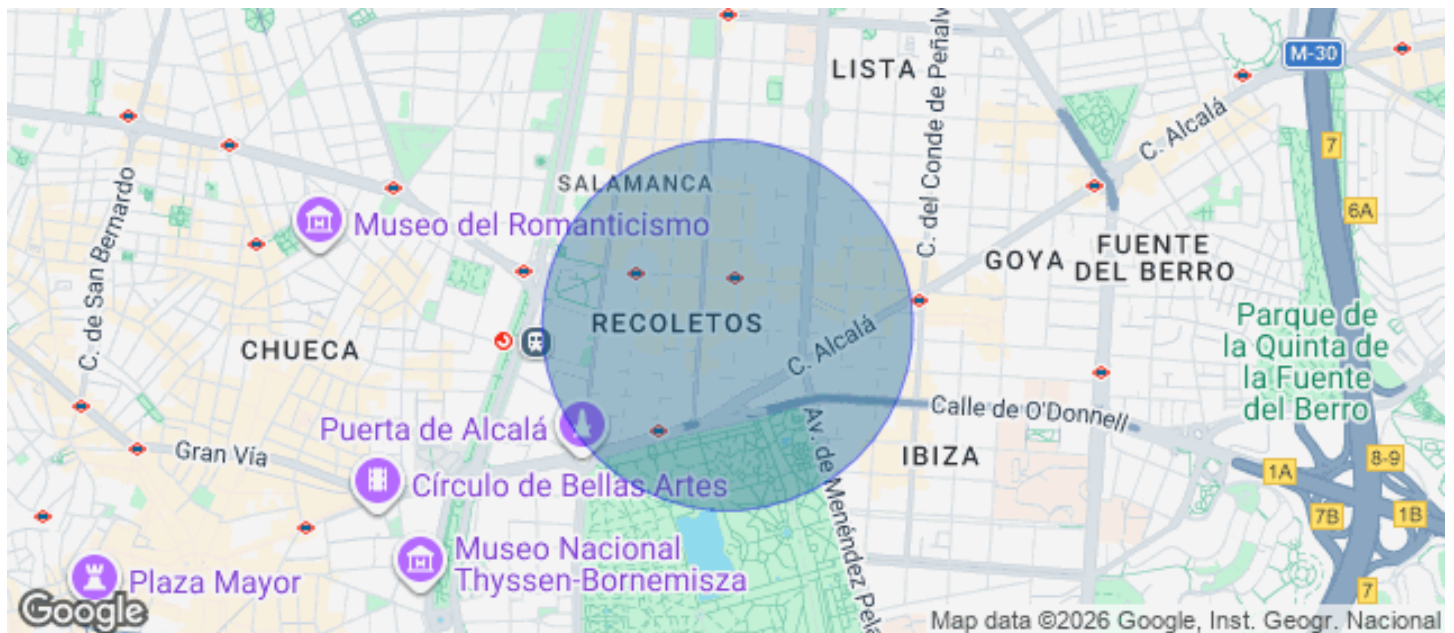 LISTA
M-30
C. del Conde de Peñalv
C. Alcalá
7
SALAMANCA
6A
Museo del Romanticismo
C. de San Bernardo
GOYA
FUENTE
DEL BERRO
RECOLETOS
CHUECA
C. Alcalá
Parque de
la Quinta de
la Fuente
del Berro
Puerta de Alcalá
Calle de O'Donnell
Av. de Menéndez Pela
Gran Vía
IBIZA
8-9
1A
Círculo de Bellas Artes
7B
1B
Museo Nacional
Thyssen-Bornemisza
Plaza Mayor
7
Google
Map data ©2026 Google, Inst. Geogr. Nacional